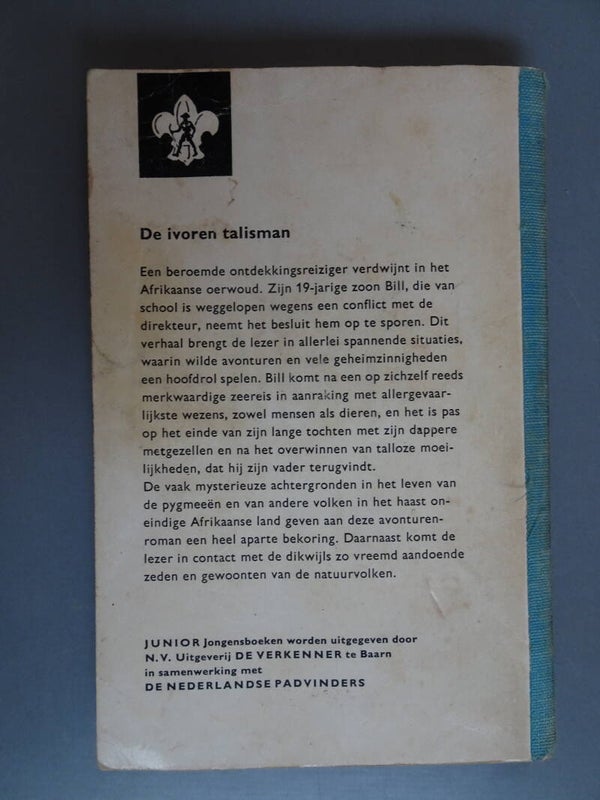 De ivoren talisman
Een beroemde ontdekkingsreiziger verdwijnt in het
Afrikaanse oerwoud. Zijn 19-jarige zoon Bill, die van
school is weggelopen wegens een conflict met de
direkteur, neemt het besluit hem op te sporen. Dit
verhaal brengt de lezer in allerlei spannende situaties,
waarin wilde avonturen en vele geheimzinnigheden
een hoofdrol spelen. Bill komt na een op zichzelf reeds
merkwaardige zeereis in aanraking met allergevaar-
lijkste wezens, zowel mensen als dieren, en het is pas
op het einde van zijn lange tochten met zijn dappere
metgezellen en na het overwinnen van talloze moei-
lijkheden, dat hij zijn vader terugvindt.
De vaak mysterieuze achtergronden in het leven van
de pygmeeën en van andere volken in het haast on-
eindige Afrikaanse land geven aan deze avonturen-
roman een heel aparte bekoring. Daarnaast komt de
lezer in contact met de dikwijls zo vreemd aandoende
zeden en gewoonten van de natuurvolken.
JUNIOR Jongensboeken worden uitgegeven door
N.V. Uitgeverij DE VERKENNER te Baarn
in samenwerking met
DE NEDERLANDSE PADVINDERS